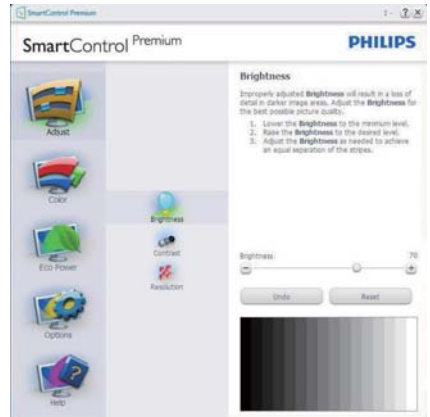 SmartControl Premium
SmartControl Premium
PHILIPS
Adjust
Color
Eco Power
Options
Help
Brightness
Contrast
Resolution
Brightness
Improperly adjusted Brightness will result in a loss of
detail in darker image areas. Adjust the Brightness for
the best possible picture quality.
1. Lower the Brightness to the minimum level.
2. Raise the Brightness to the desired level.
3. Adjust the Brightness as needed to achieve
an equal separation of the stripes.
Brightness 70
Undo Reset